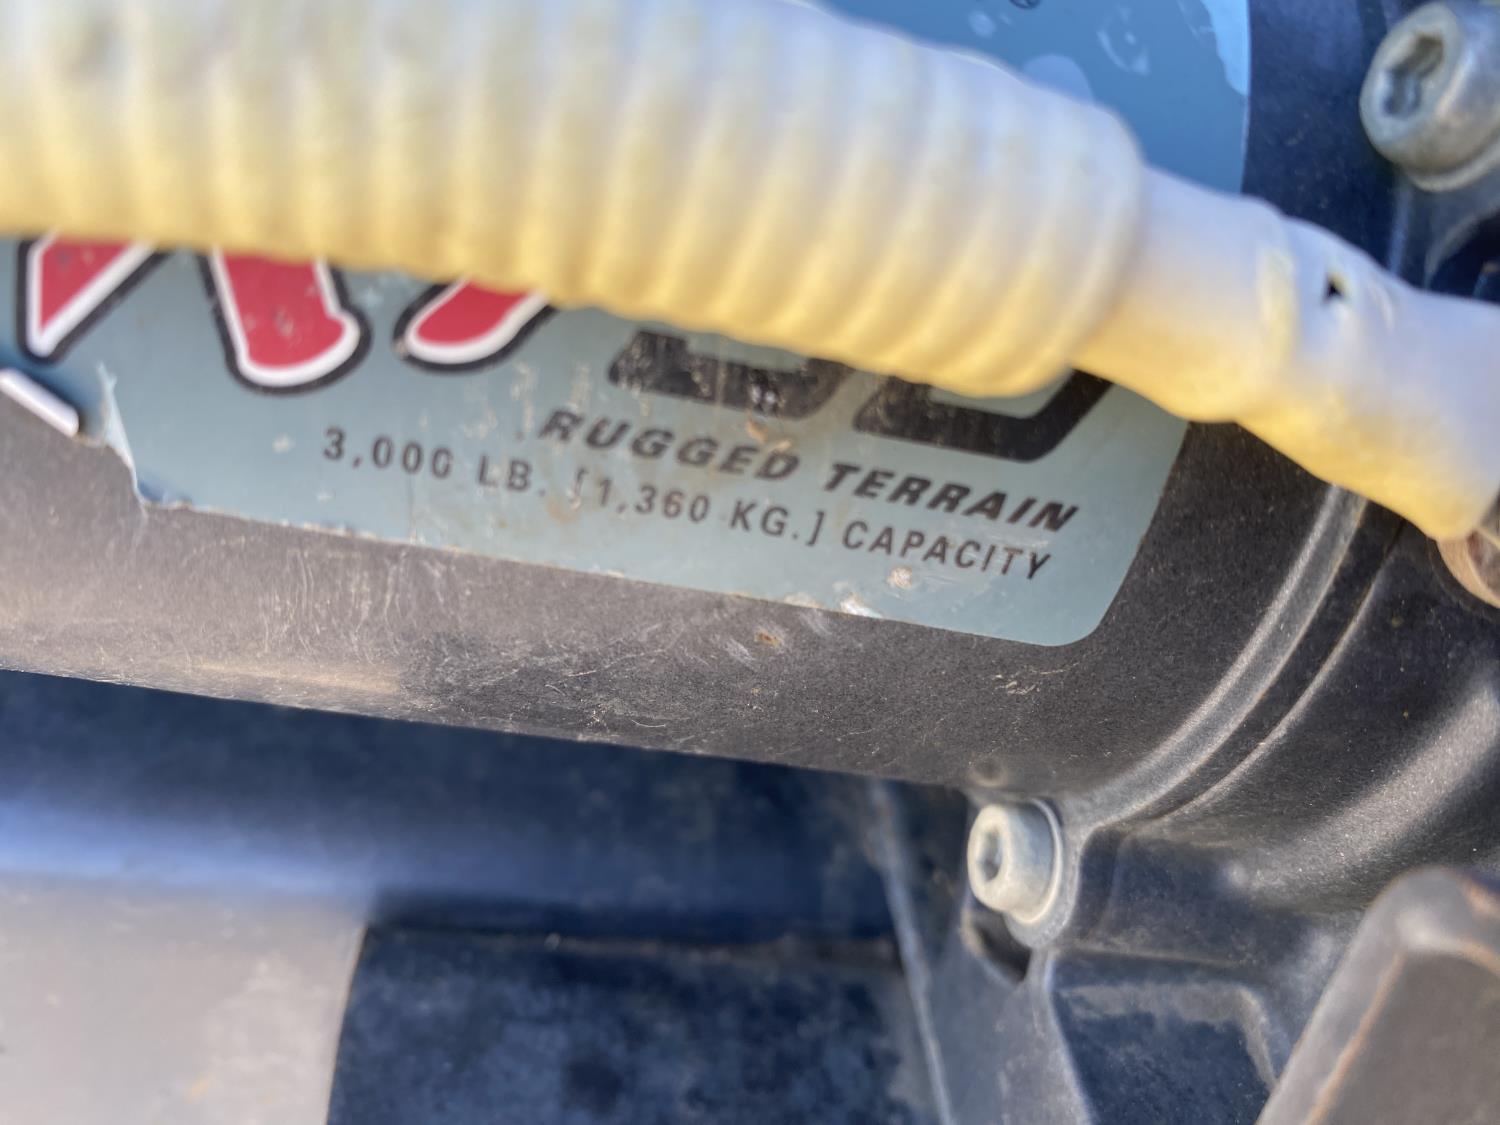 RUGGED TERRAIN
3,000 LB. [1,360 KG.] CAPACITY